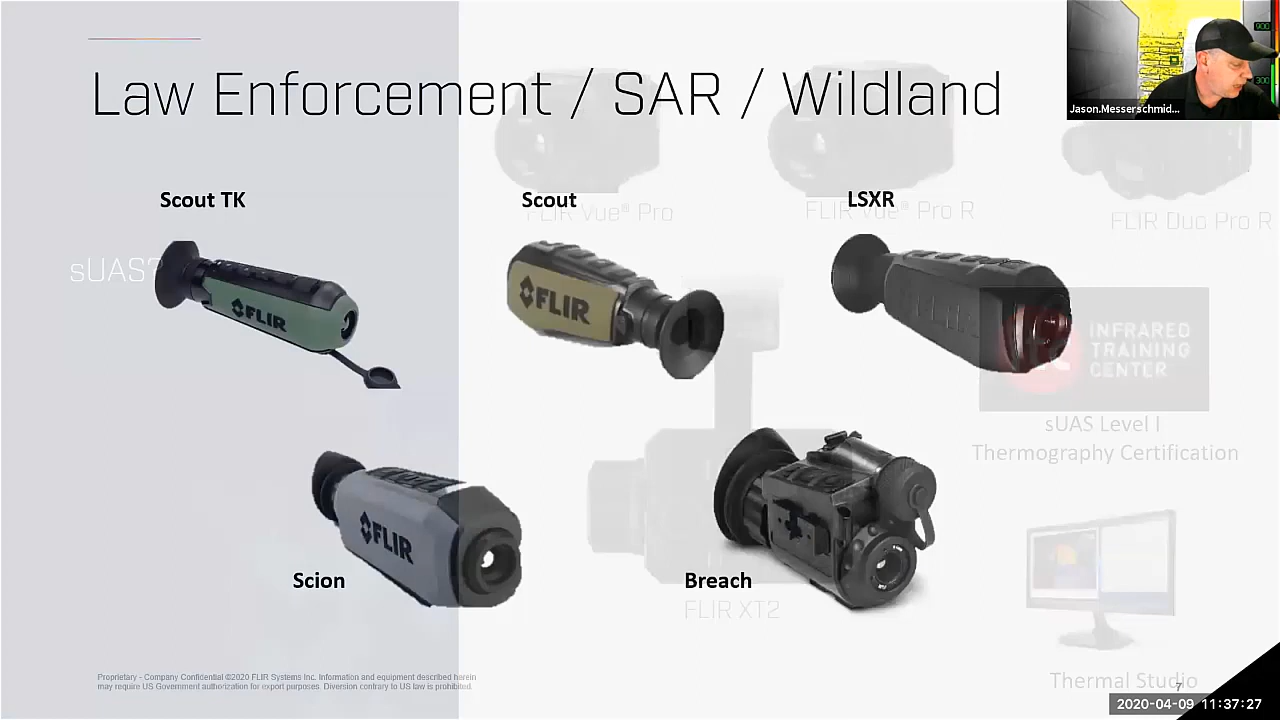 Law Enforcement / SAR / Wildland
Jason.Messerschmid...
900
300
Scout TK
Scout
LSXR
FLIR Vue® Pro
FLIR Vue® Pro R
FLIR Duo Pro R
sUAS?
FLIR
FLIR
INFRARED
TRAINING
CENTER
sUAS Level I
Thermography Certification
FLIR
Scion
Breach
FLIR XT2
Thermal Studio
Proprietary - Company Confidential ©2020 FLIR Systems Inc. Information and equipment described herein
may require US Government authorization for export purposes. Diversion contrary to US law is prohibited.
7
2020-04-09 11:37:27